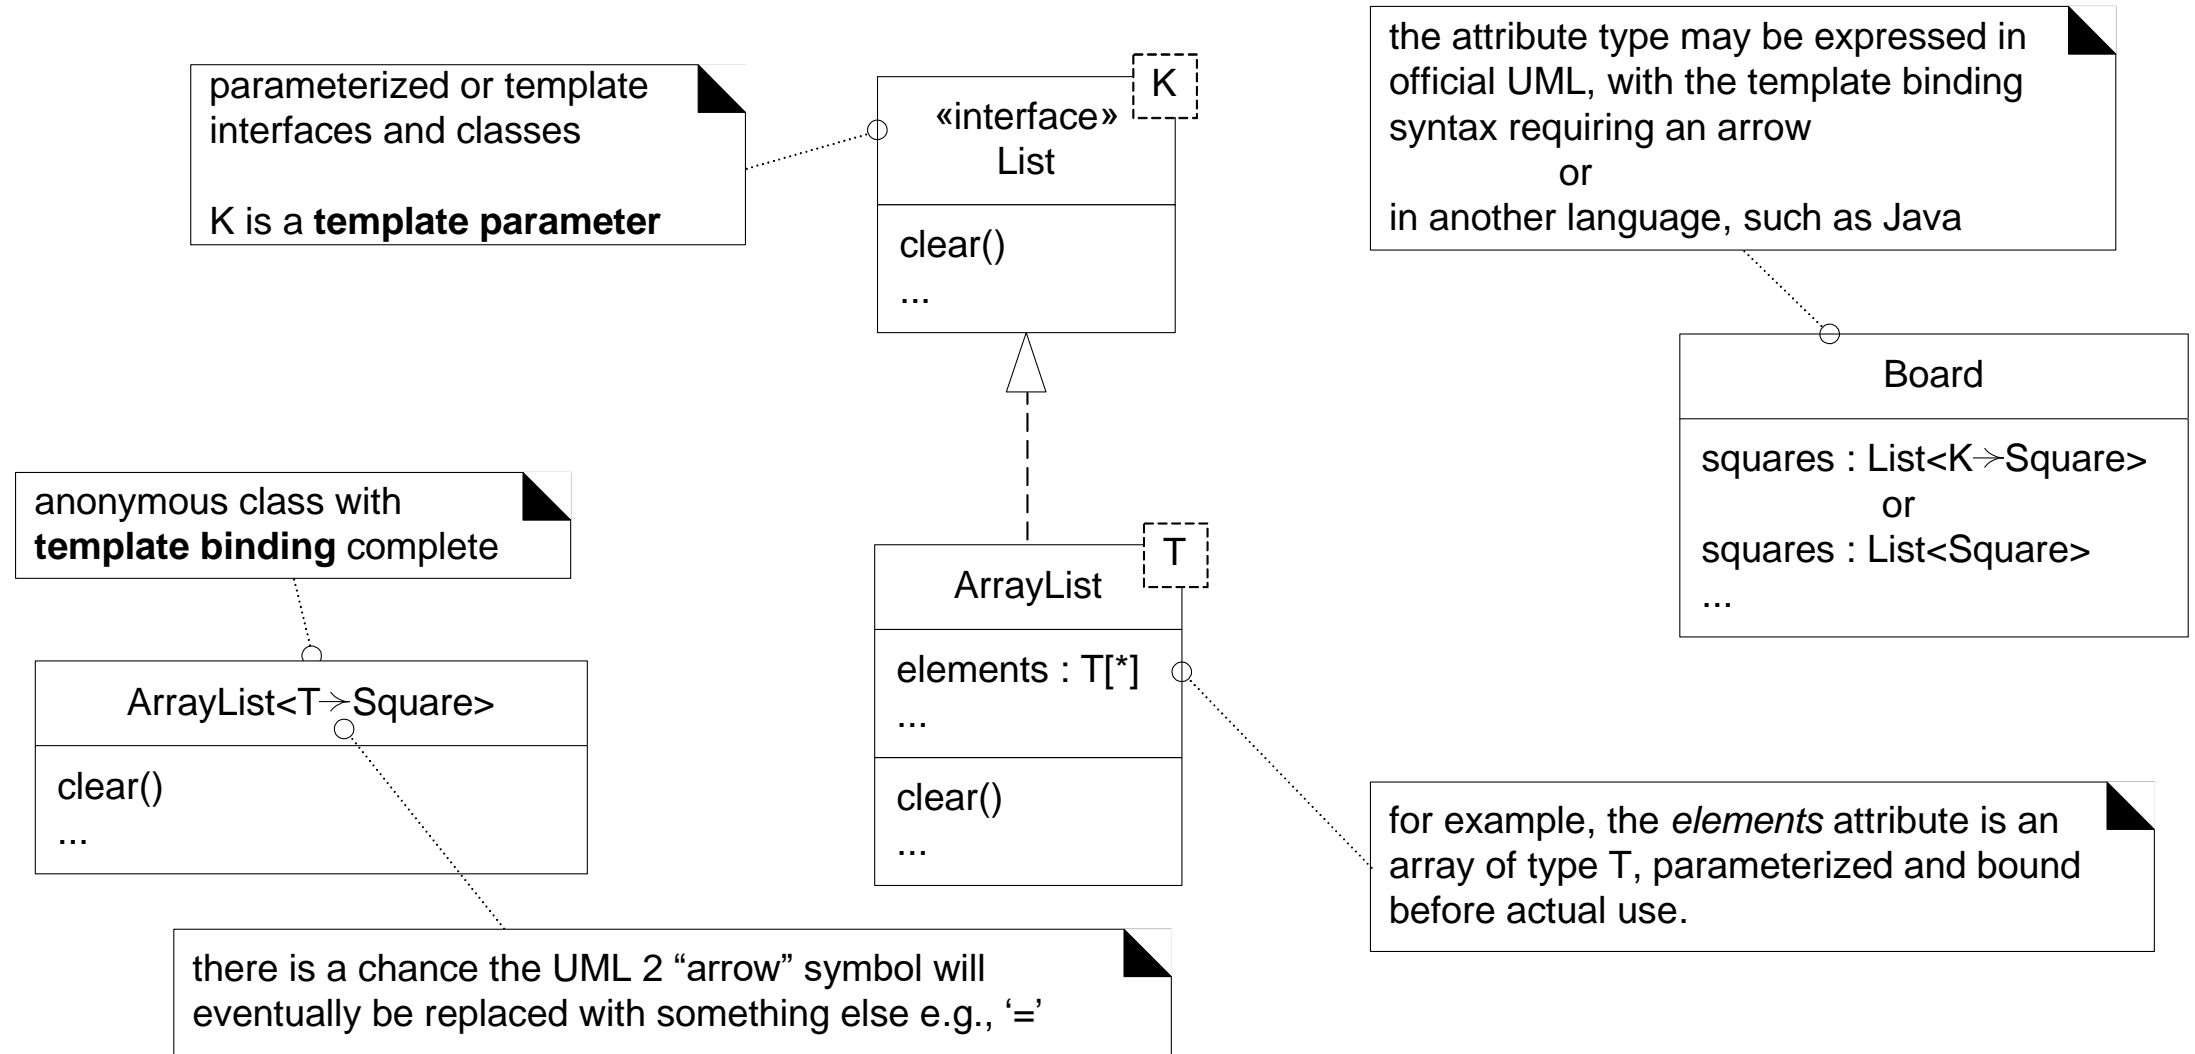 parameterized or template
interfaces and classes
K is a template parameter
K
«interface»
List
clear()
...
the attribute type may be expressed in
official UML, with the template binding
syntax requiring an arrow
or
in another language, such as Java
Board
squares : List<K->Square>
or
squares : List<Square>
...
anonymous class with
template binding complete
ArrayList<T->Square>
clear()
...
T
ArrayList
elements : T[*]
...
clear()
...
for example, the elements attribute is an
array of type T, parameterized and bound
before actual use.
there is a chance the UML 2 “arrow” symbol will
eventually be replaced with something else e.g., ‘=’